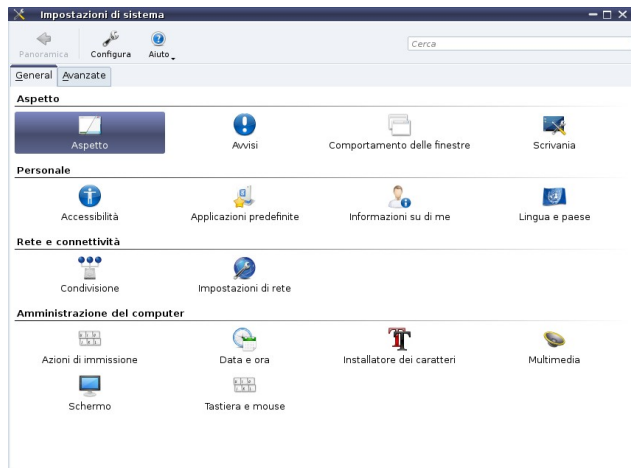 Impostazioni di sistema
Panoramica Configura Aiuto
Cerca
General Avanzate
Aspetto
Aspetto Avvisi Comportamento delle finestre Scrivania
Personale
Accessibilità Applicazioni predefinite Informazioni su di me Lingua e paese
Rete e connettività
Condivisione Impostazioni di rete
Amministrazione del computer
Azioni di immissione Data e ora Installatore dei caratteri Multimedia
Schermo Tastiera e mouse